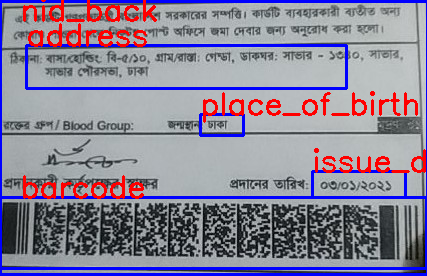 nid_back
সরকারের সম্পত্তি। কার্ডটি ব্যবহারকারী ব্যতীত অন্য
পোস্ট অফিসে জমা দেবার জন্য অনুরোধ করা হলো।
address
ঠিকানা: বাসা/হোল্ডিং: বি-৫/১০, গ্রাম/রাস্তা: গেন্ডা, ডাকঘর: সাভার - ১৩৪০, সাভার,
সাভার পৌরসভা, ঢাকা
place_of_birth
রক্তের গ্রুপ / Blood Group: জন্মস্থান: ঢাকা
issue_d
প্রদানকারী কর্তৃপক্ষের স্বাক্ষর প্রদানের তারিখ: ০৩/০১/২০২১
barcode